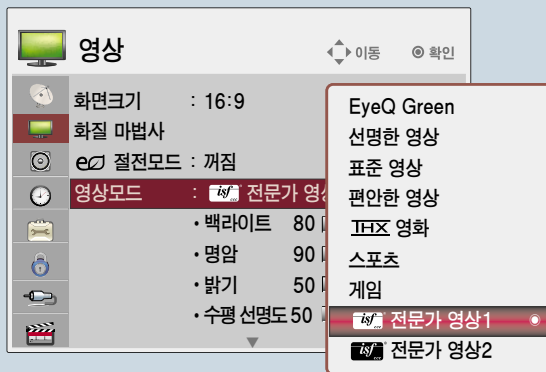 영상
이동 확인
화면크기 : 16:9
화질 마법사
eco 절전모드 : 꺼짐
영상모드 : isf 전문가 영상
• 백라이트 80
• 명암 90
• 밝기 50
• 수평 선명도 50
EyeQ Green
선명한 영상
표준 영상
편안한 영상
THX 영화
스포츠
게임
isf 전문가 영상1
isf 전문가 영상2